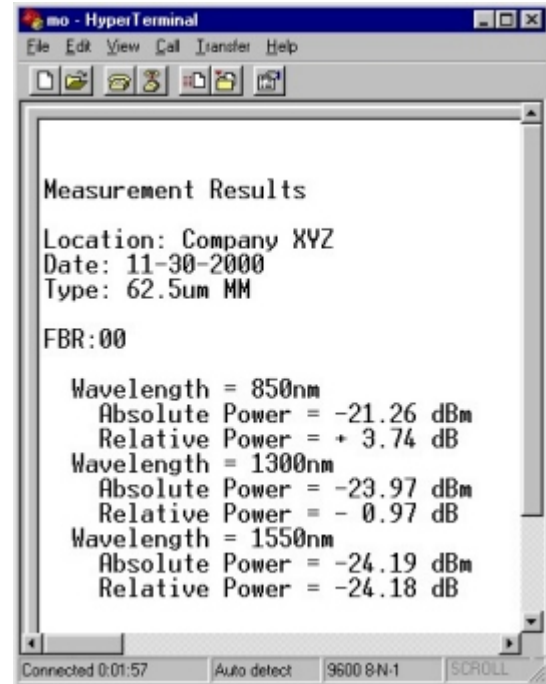 mo - HyperTerminal
File Edit View Call Transfer Help
Measurement Results
Location: Company XYZ
Date: 11-30-2000
Type: 62.5um MM
FBR:00
Wavelength = 850nm
Absolute Power = -21.26 dBm
Relative Power = + 3.74 dB
Wavelength = 1300nm
Absolute Power = -23.97 dBm
Relative Power = - 0.97 dB
Wavelength = 1550nm
Absolute Power = -24.19 dBm
Relative Power = -24.18 dB
Connected 0:01:57 Auto detect 9600 8-N-1 SCROLL